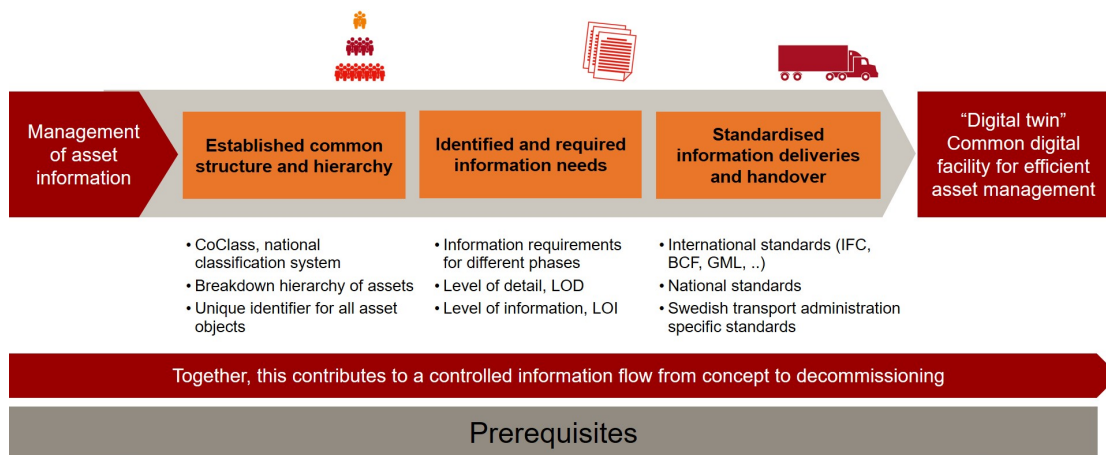 Management
of asset
information
Established common
structure and hierarchy
Identified and required
information needs
Standardised
information deliveries
and handover
“Digital twin”
Common digital
facility for efficient
asset management
• CoClass, national
classification system
• Breakdown hierarchy of assets
• Unique identifier for all asset
objects
• Information requirements
for different phases
• Level of detail, LOD
• Level of information, LOI
• International standards (IFC,
BCF, GML, ..)
• National standards
• Swedish transport administration
specific standards
Together, this contributes to a controlled information flow from concept to decommissioning
Prerequisites